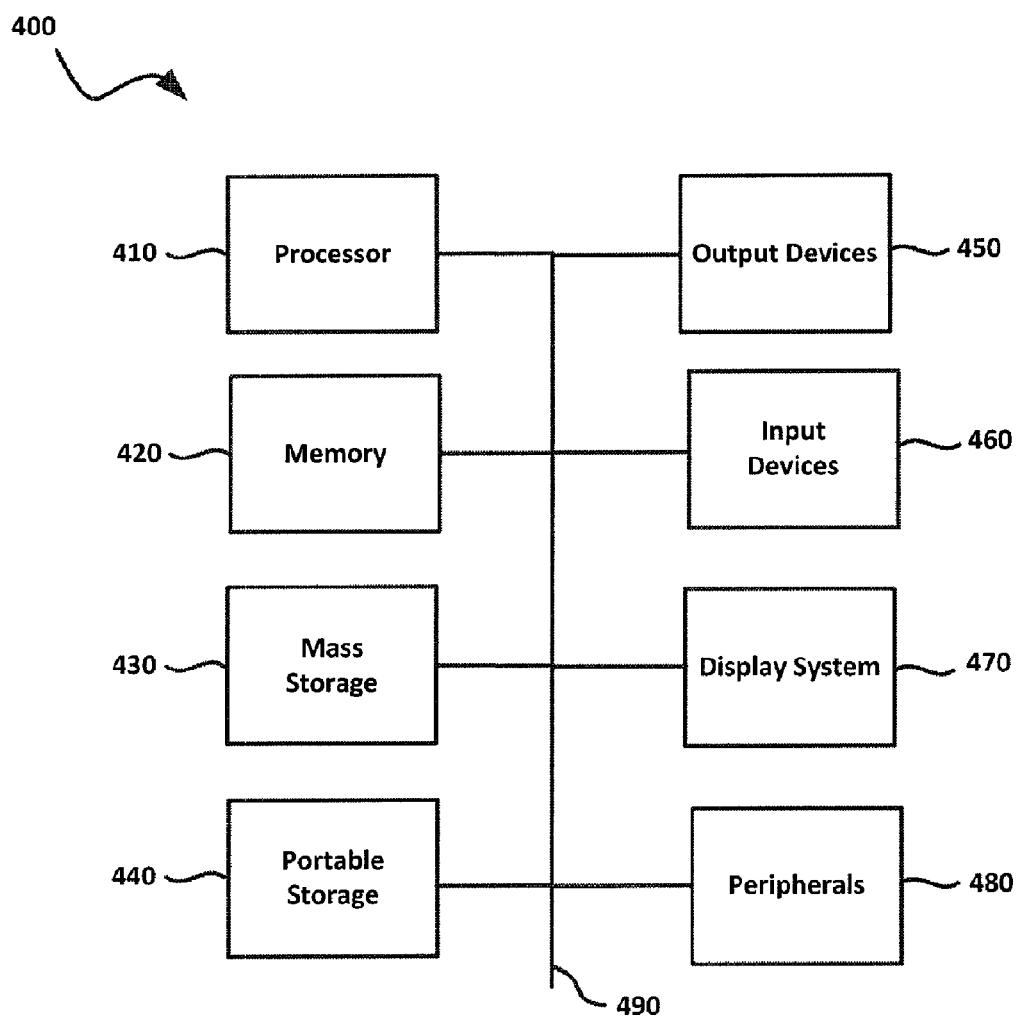 400
410
Processor
Output Devices
450
420
Memory
Input
Devices
460
430
Mass
Storage
Display System
470
440
Portable
Storage
Peripherals
480
490